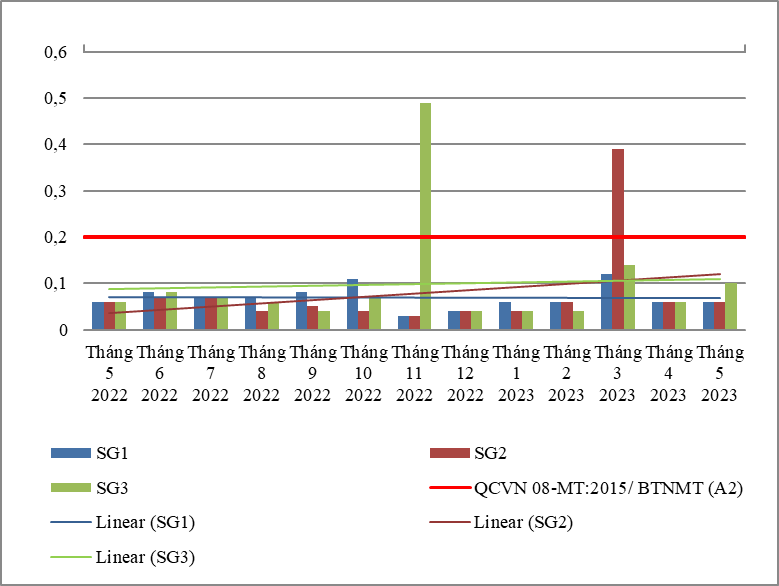 0,6
0,5
0,4
0,3
0,2
0,1
0
Tháng 5 2022
Tháng 6 2022
Tháng 7 2022
Tháng 8 2022
Tháng 9 2022
Tháng 10 2022
Tháng 11 2022
Tháng 12 2022
Tháng 1 2023
Tháng 2 2023
Tháng 3 2023
Tháng 4 2023
Tháng 5 2023
SG1
SG2
SG3
QCVN 08-MT:2015/ BTNMT (A2)
Linear (SG1)
Linear (SG2)
Linear (SG3)